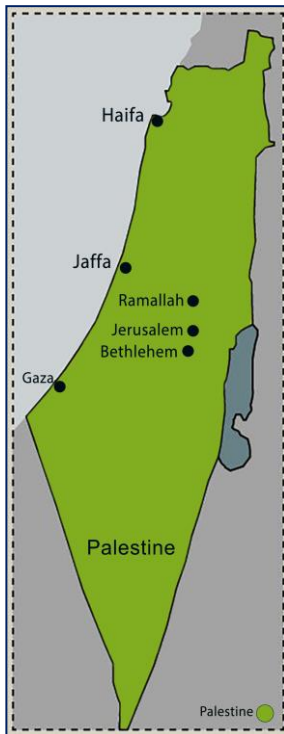 Haifa
Jaffa
Ramallah
Jerusalem
Bethlehem
Gaza
Palestine
Palestine